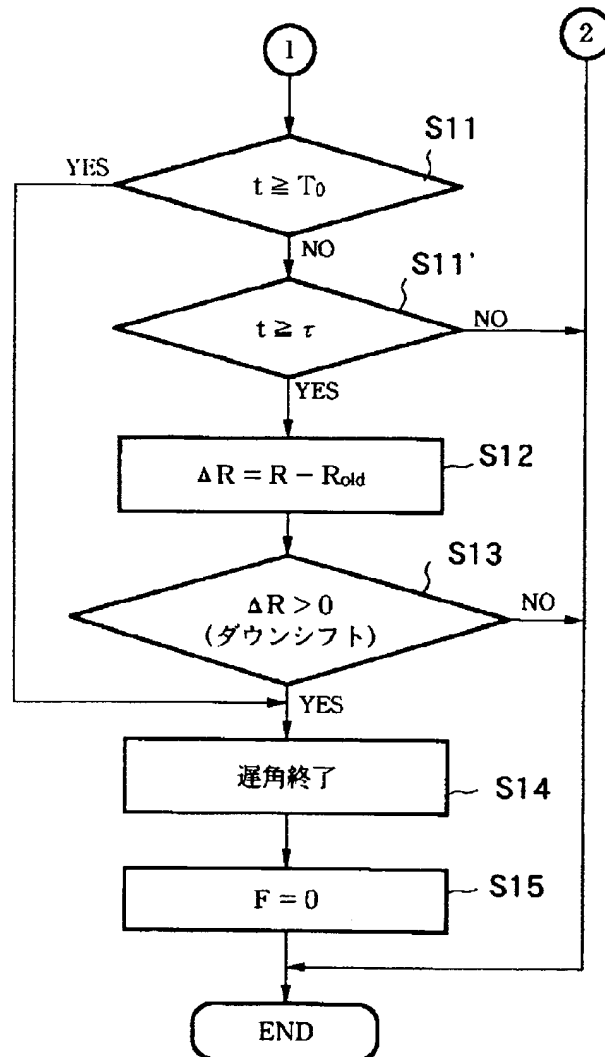 1
2
S11
YES
t ≧ T₀
NO
S11'
t ≧ τ
NO
YES
S12
ΔR = R − Rold
S13
ΔR > 0
(ダウンシフト)
NO
YES
遅角終了
S14
F = 0
S15
END